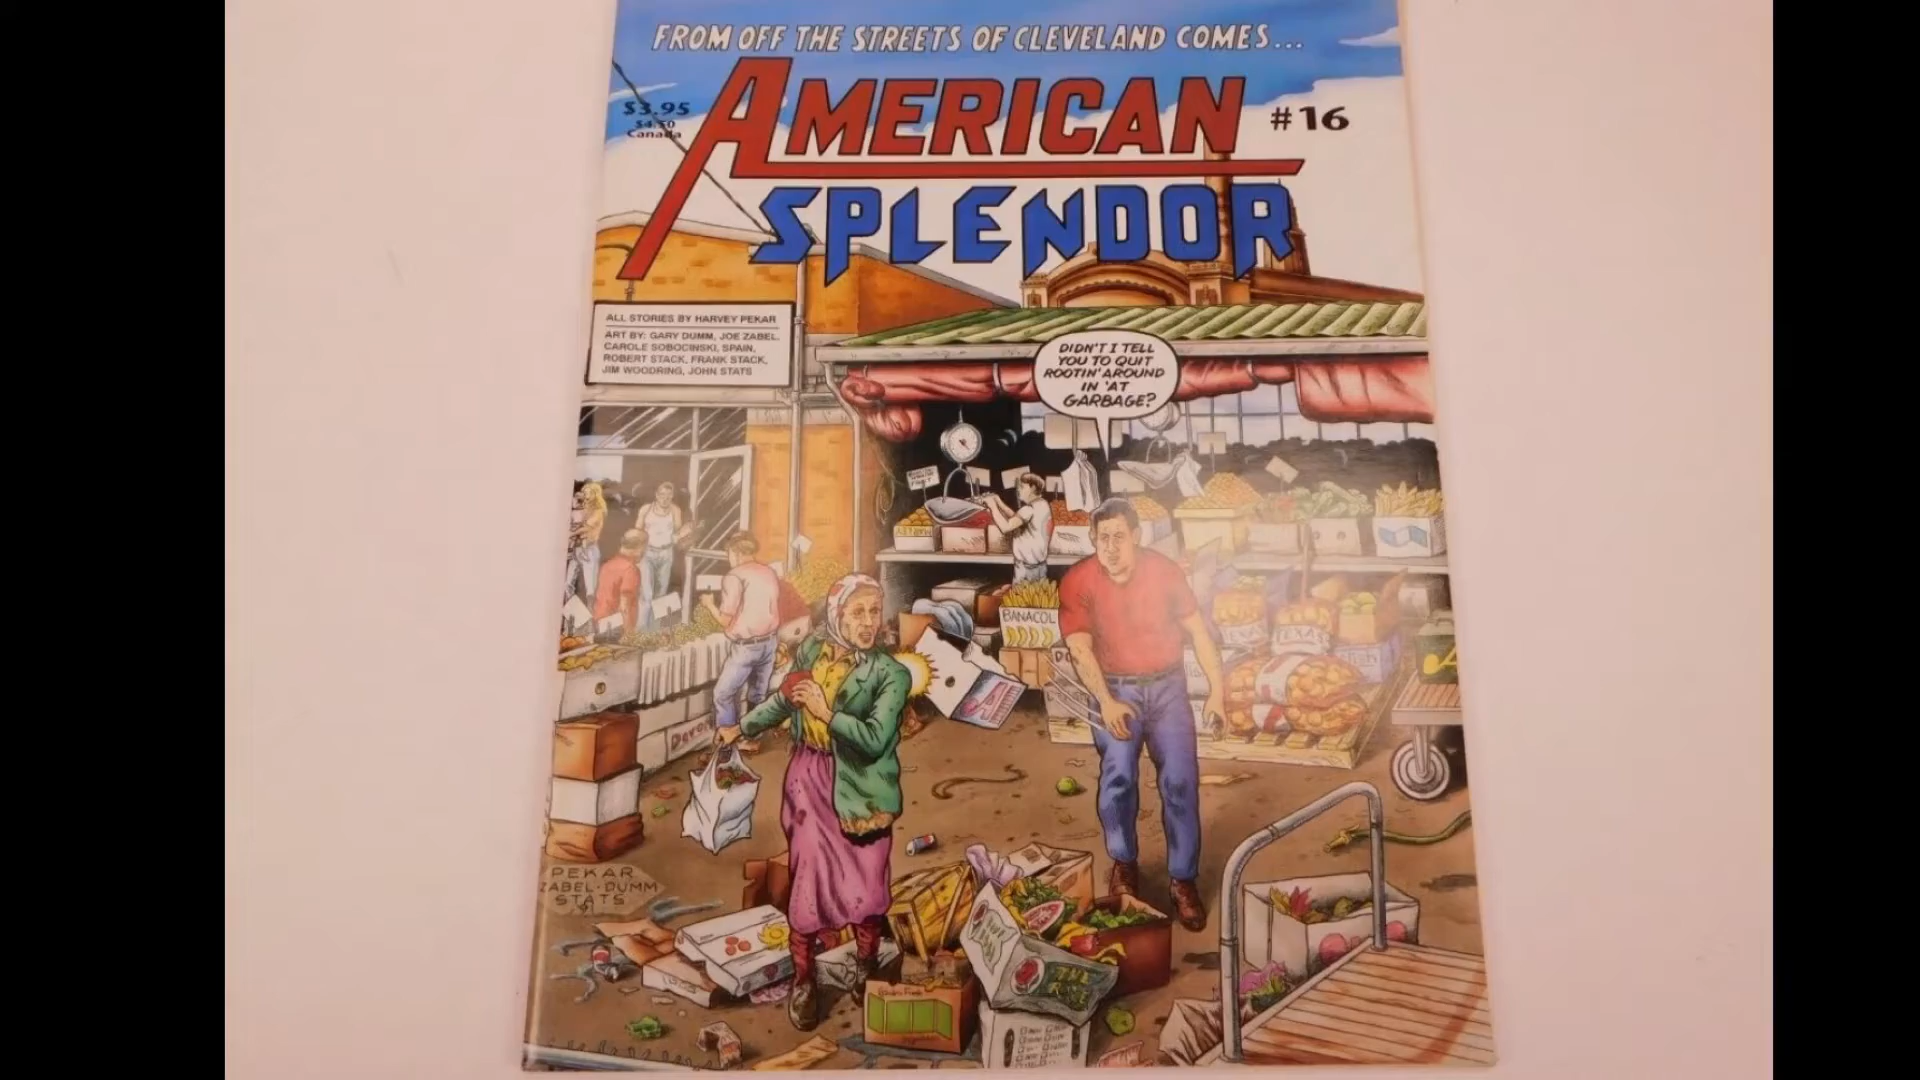 FROM OFF THE STREETS OF CLEVELAND COMES...
AMERICAN
SPLENDOR
#16
$3.95
$4.50
Canada
ALL STORIES BY HARVEY PEKAR
ART BY: GARY DUMM, JOE ZABEL,
CAROLE SOBOCINSKI, SPAIN,
ROBERT STACK, FRANK STACK,
JIM WOODRING, JOHN STATS
DIDN'T I TELL
YOU TO QUIT
ROOTIN' AROUND
IN 'AT
GARBAGE?
BANACOL
TEXAS
PEKAR
ZABEL·DUMM
STATS